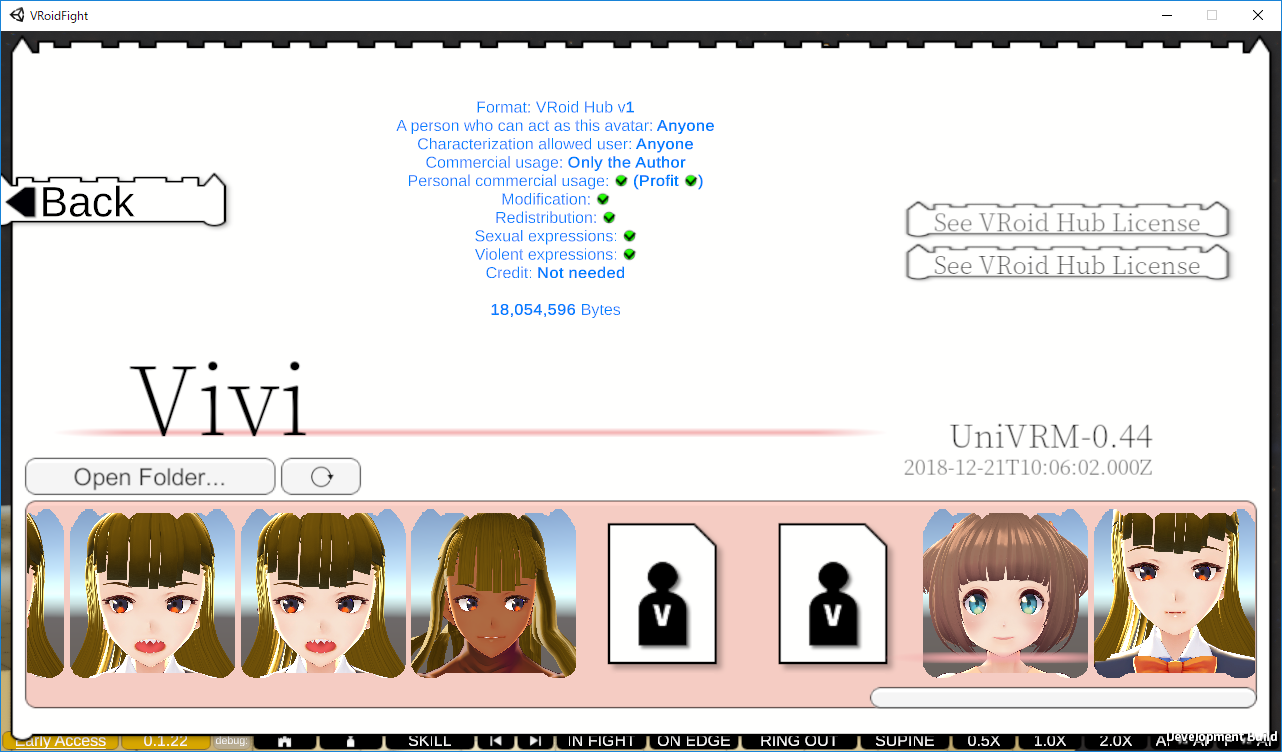 VRoidFight
Format: VRoid Hub v1
A person who can act as this avatar: Anyone
Characterization allowed user: Anyone
Commercial usage: Only the Author
Personal commercial usage: (Profit )
Modification:
Redistribution:
Sexual expressions:
Violent expressions:
Credit: Not needed
18,054,596 Bytes
Back
See VRoid Hub License
See VRoid Hub License
Vivi
UniVRM-0.44
2018-12-21T10:06:02.000Z
Open Folder...
V
V
Early Access 0.1.22 debug: SKILL IN FIGHT ON EDGE RING OUT SUPINE 0.5X 1.0X 2.0X
Development Build